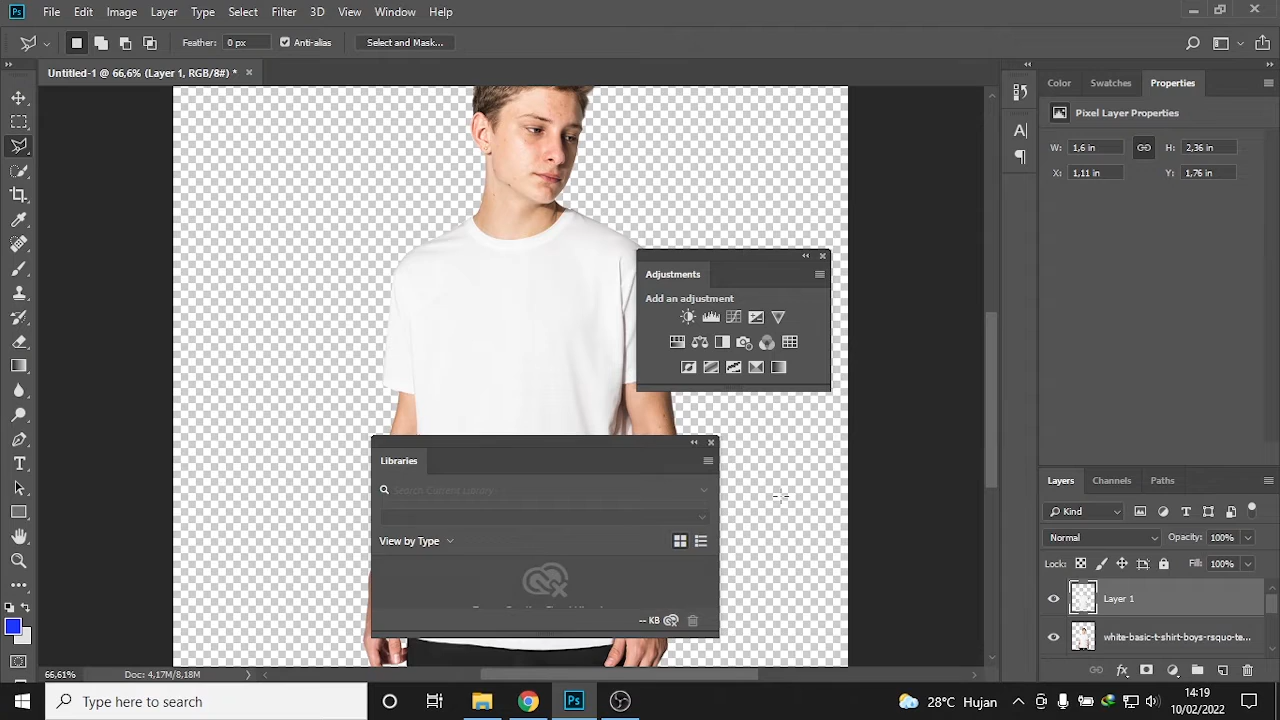 Ps File Edit Image Layer Type Select Filter 3D View Window Help
Feather: 0 px Anti-alias Select and Mask...
Untitled-1 @ 66,6% (Layer 1, RGB/8#) *
Color Swatches Properties
Pixel Layer Properties
W: 1,6 in H: 2,36 in
X: 1,11 in Y: 1,76 in
Adjustments
Add an adjustment
Libraries
Search Current Library
View by Type
-- KB
Layers Channels Paths
Kind
Normal Opacity: 100%
Lock: Fill: 100%
Layer 1
white-basic-t-shirt-boys-rsquo-te...
66,61% Doc: 4,17M/8,18M
Type here to search
Ps
28°C Hujan
14:19
10/02/2022